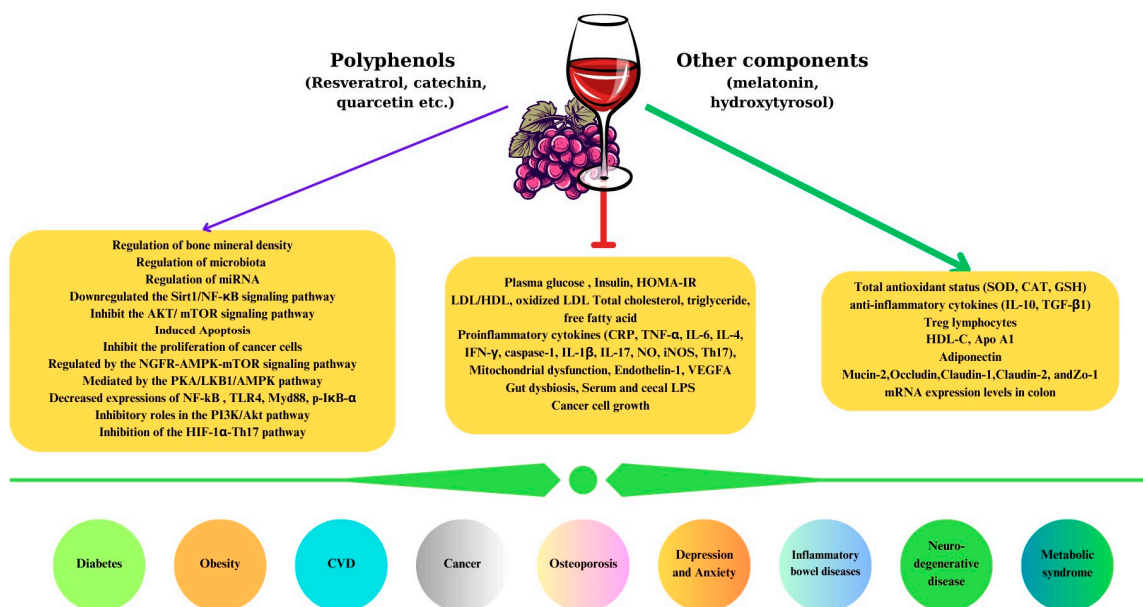 Polyphenols
(Resveratrol, catechin,
quarcetin etc.)
Other components
(melatonin,
hydroxytyrosol)
Regulation of bone mineral density
Regulation of microbiota
Regulation of miRNA
Downregulated the Sirt1/NF-κB signaling pathway
Inhibit the AKT/ mTOR signaling pathway
Induced Apoptosis
Inhibit the proliferation of cancer cells
Regulated by the NGFR-AMPK-mTOR signaling pathway
Mediated by the PKA/LKB1/AMPK pathway
Decreased expressions of NF-kB , TLR4, Myd88, p-IκB-α
Inhibitory roles in the PI3K/Akt pathway
Inhibition of the HIF-1α-Th17 pathway
Plasma glucose , Insulin, HOMA-IR
LDL/HDL, oxidized LDL Total cholesterol, triglyceride,
free fatty acid
Proinflammatory cytokines (CRP, TNF-α, IL-6, IL-4,
IFN-γ, caspase-1, IL-1β, IL-17, NO, iNOS, Th17),
Mitochondrial dysfunction, Endothelin-1, VEGFA
Gut dysbiosis, Serum and cecal LPS
Cancer cell growth
Total antioxidant status (SOD, CAT, GSH)
anti-inflammatory cytokines (IL-10, TGF-β1)
Treg lymphocytes
HDL-C, Apo A1
Adiponectin
Mucin-2,Occludin,Claudin-1,Claudin-2, andZo-1
mRNA expression levels in colon
Diabetes
Obesity
CVD
Cancer
Osteoporosis
Depression
and Anxiety
Inflammatory
bowel diseases
Neuro-
degenerative
disease
Metabolic
syndrome